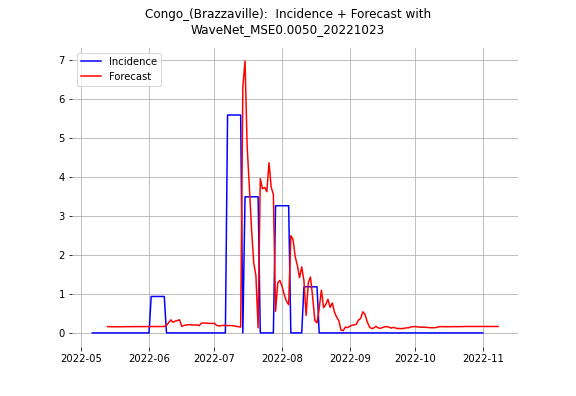 Congo_(Brazzaville):  Incidence + Forecast with
WaveNet_MSE0.0050_20221023
Incidence
Forecast
7
6
5
4
3
2
1
0
2022-05 2022-06 2022-07 2022-08 2022-09 2022-10 2022-11